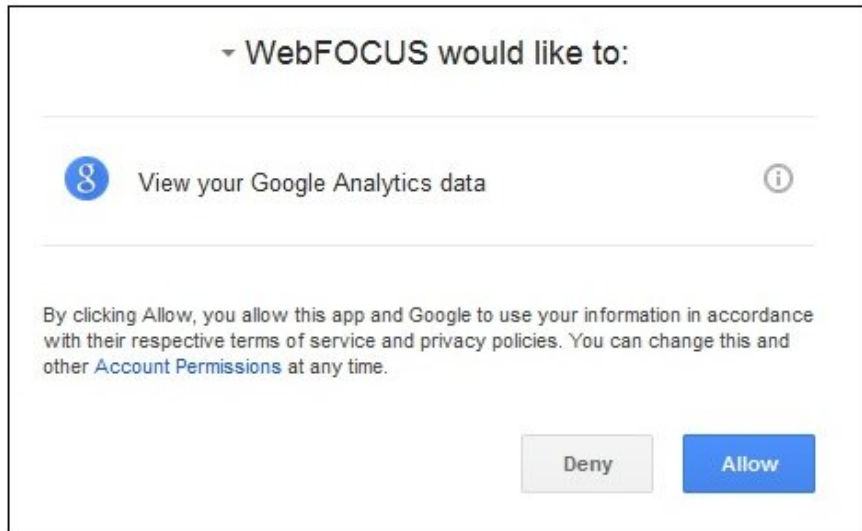 WebFOCUS would like to:
8 View your Google Analytics data
By clicking Allow, you allow this app and Google to use your information in accordance
with their respective terms of service and privacy policies. You can change this and
other Account Permissions at any time.
Deny Allow